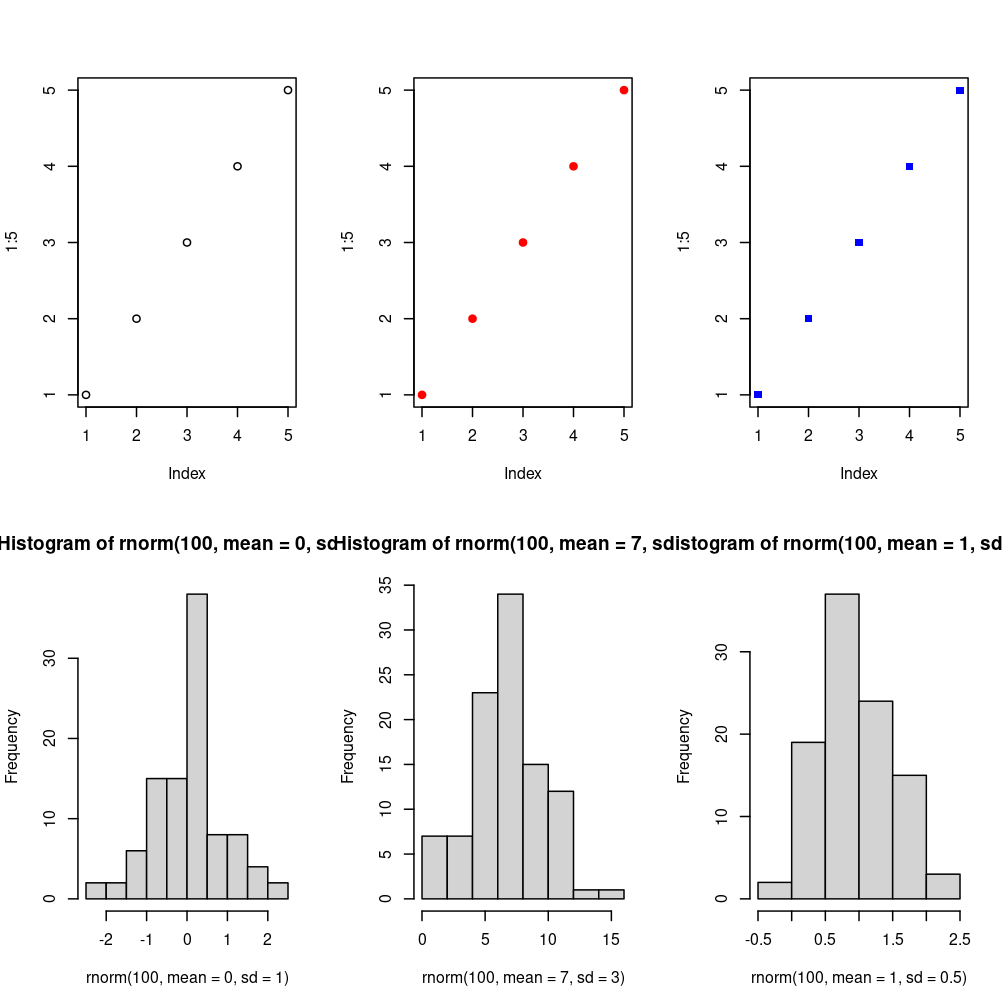 1:5
5
4
3
2
1
1 2 3 4 5
Index
1:5
5
4
3
2
1
1 2 3 4 5
Index
1:5
5
4
3
2
1
1 2 3 4 5
Index
Histogram of rnorm(100, mean = 0, sd
Frequency
30
20
10
0
-2 -1 0 1 2
rnorm(100, mean = 0, sd = 1)
Histogram of rnorm(100, mean = 7, sd
Frequency
35
30
25
20
15
10
5
0
0 5 10 15
rnorm(100, mean = 7, sd = 3)
istogram of rnorm(100, mean = 1, sd
Frequency
30
20
10
0
-0.5 0.5 1.5 2.5
rnorm(100, mean = 1, sd = 0.5)